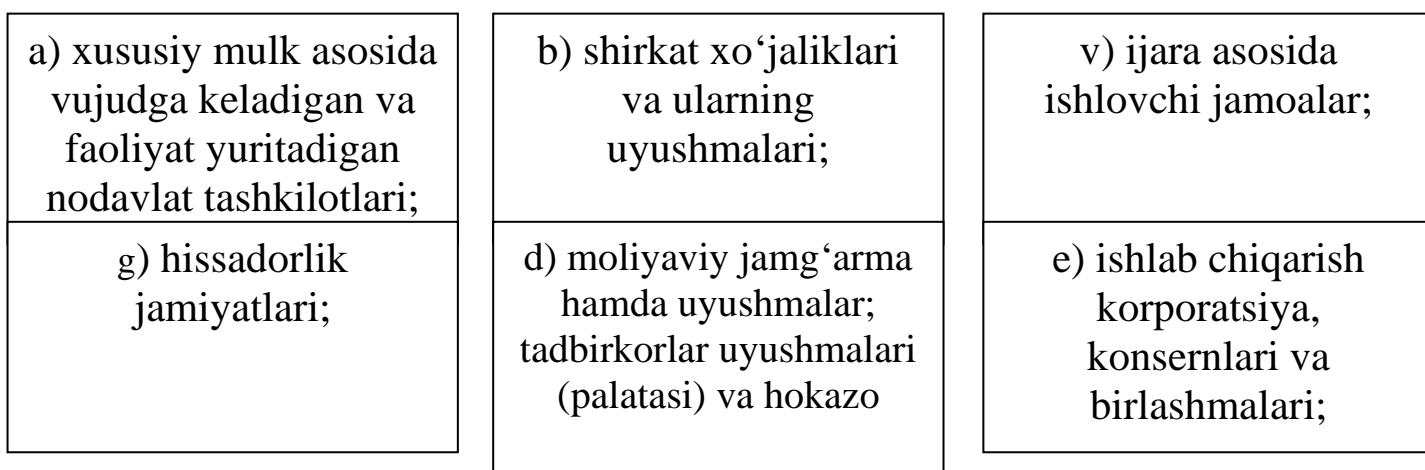 a) xususiy mulk asosida
vujudga keladigan va
faoliyat yuritadigan
nodavlat tashkilotlari;
b) shirkat xo‘jaliklari
va ularning
uyushmalari;
v) ijara asosida
ishlovchi jamoalar;
g) hissadorlik
jamiyatlari;
d) moliyaviy jamg‘arma
hamda uyushmalar;
tadbirkorlar uyushmalari
(palatasi) va hokazo
e) ishlab chiqarish
korporatsiya,
konsernlari va
birlashmalari;